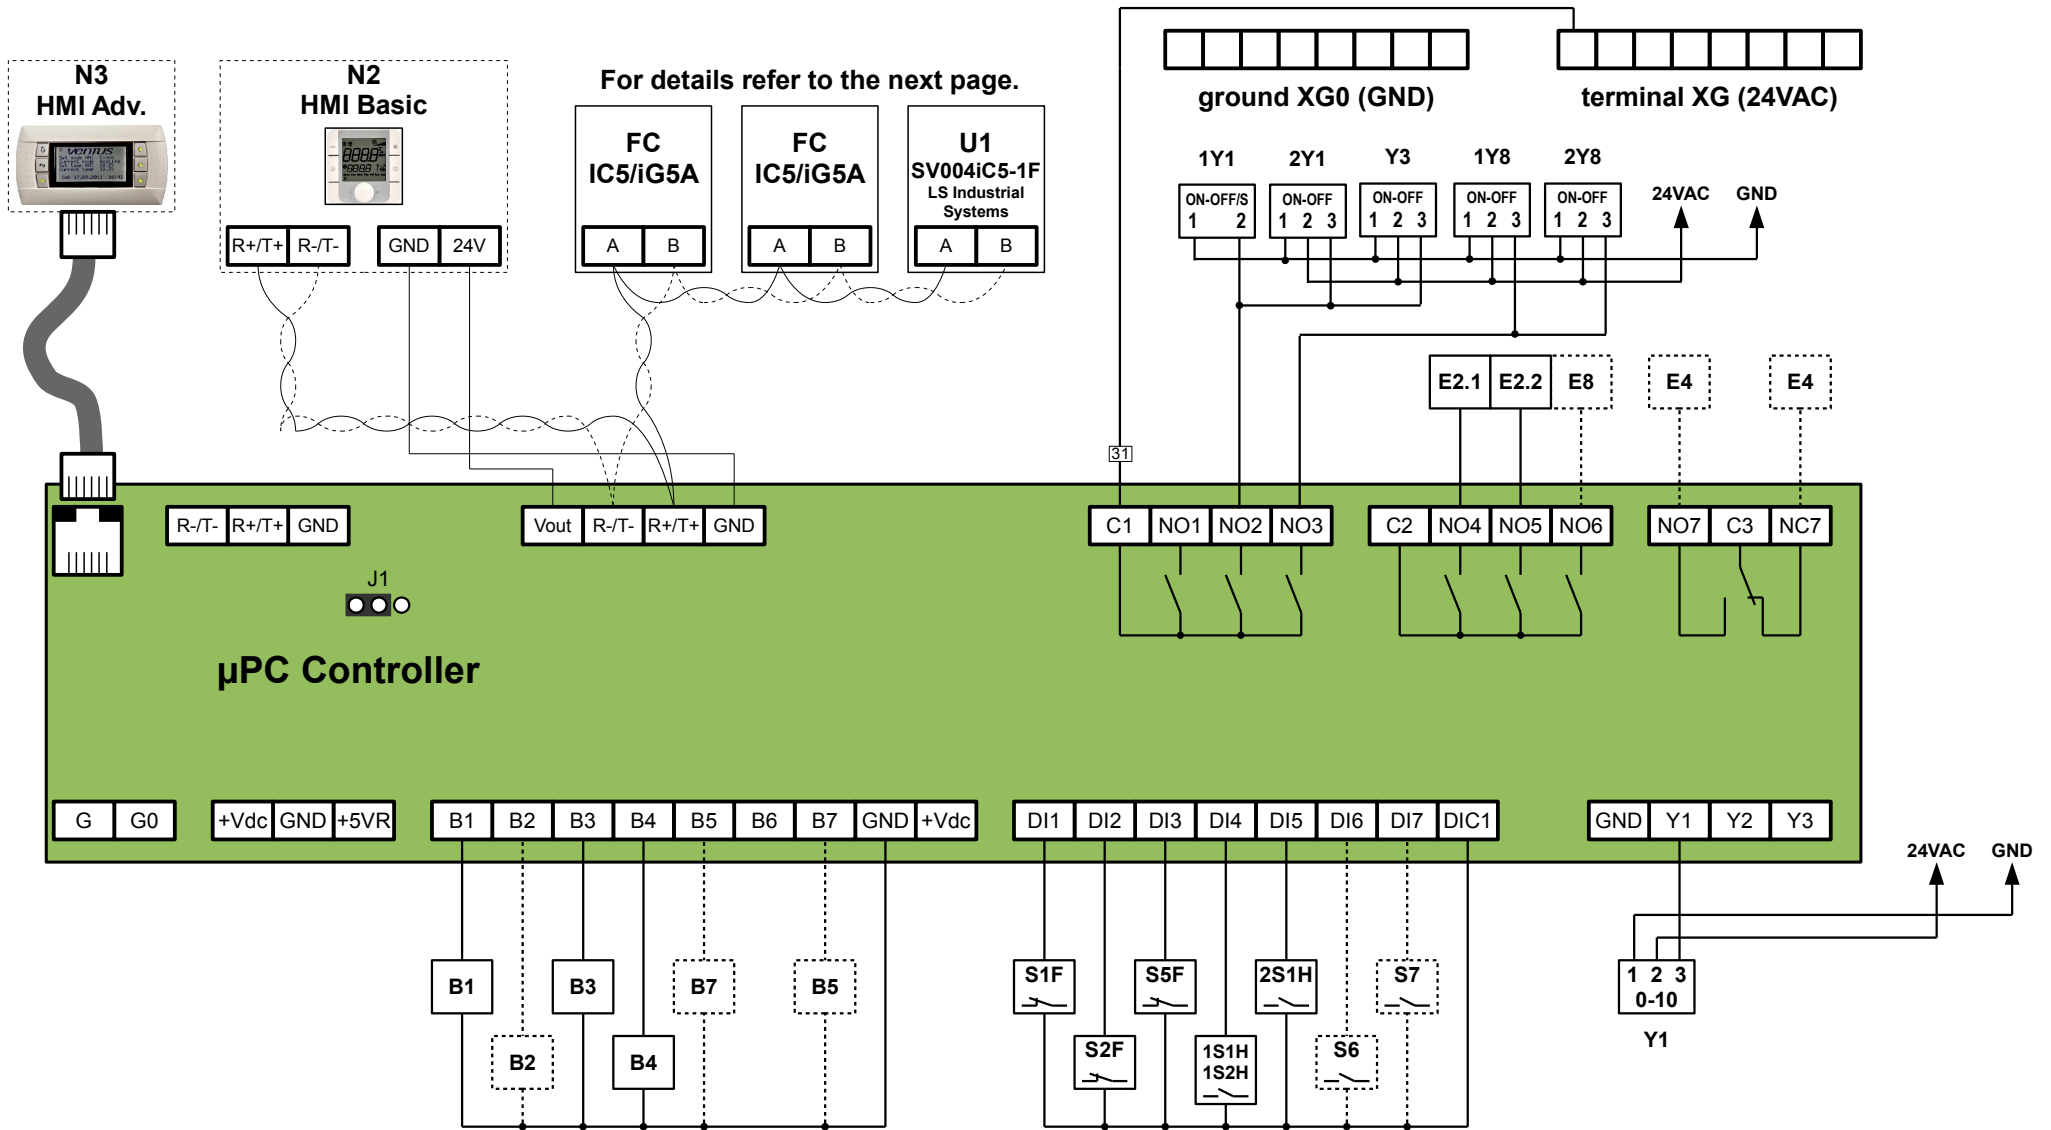 N3
HMI Adv.
ventus
N2
HMI Basic
R+/T+ R-/T- GND 24V
For details refer to the next page.
FC
IC5/iG5A
A B
FC
IC5/iG5A
A B
U1
SV004iC5-1F
LS Industrial
Systems
A B
ground XG0 (GND)
terminal XG (24VAC)
1Y1 2Y1 Y3 1Y8 2Y8
24VAC GND
ON-OFF/S ON-OFF ON-OFF ON-OFF ON-OFF
1 2 1 2 3 1 2 3 1 2 3 1 2 3
E2.1 E2.2 E8 E4 E4
31
R-/T- R+/T+ GND
Vout R-/T- R+/T+ GND
C1 NO1 NO2 NO3
C2 NO4 NO5 NO6
NO7 C3 NC7
J1
µPC Controller
G G0
+Vdc GND +5VR
B1 B2 B3 B4 B5 B6 B7 GND +Vdc
DI1 DI2 DI3 DI4 DI5 DI6 DI7 DIC1
GND Y1 Y2 Y3
24VAC GND
B1 B3 B7 B5
B2 B4
S1F S5F 2S1H S7
S2F
1S1H
1S2H
S6
1 2 3
0-10
Y1